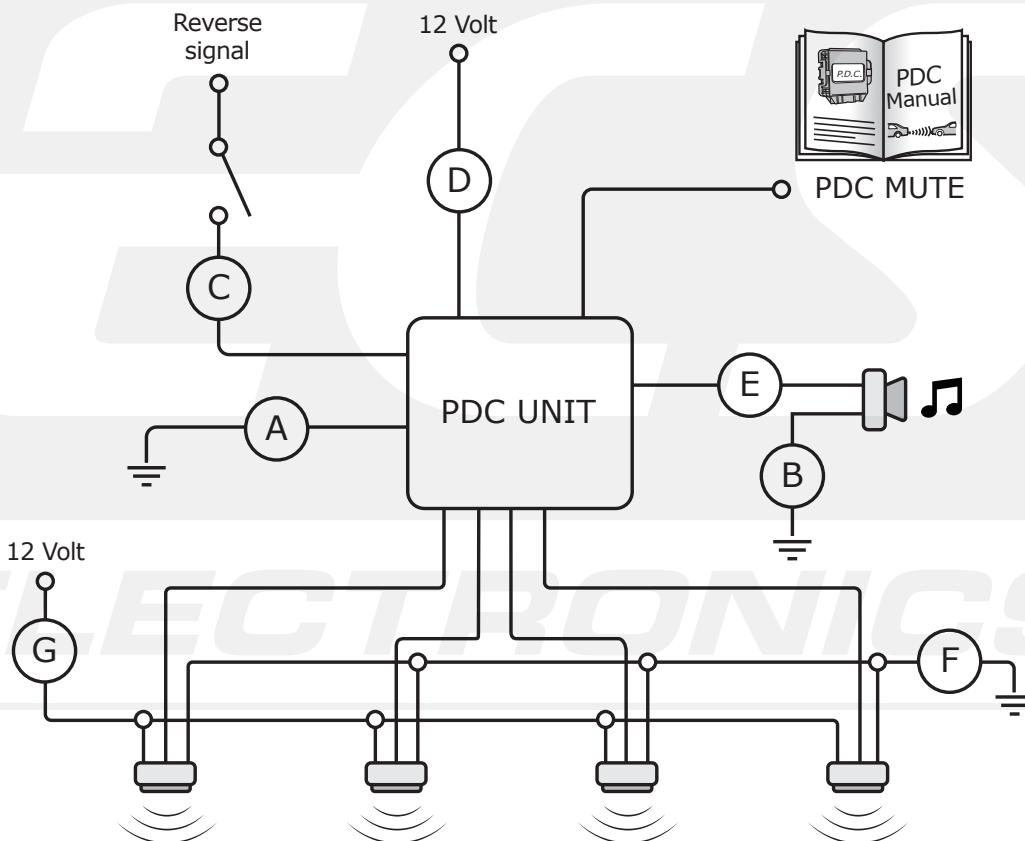 Reverse
signal
12 Volt
P.D.C.
PDC
Manual
PDC MUTE
D
C
E
PDC UNIT
A
B
12 Volt
ELECTRONICS
G
F